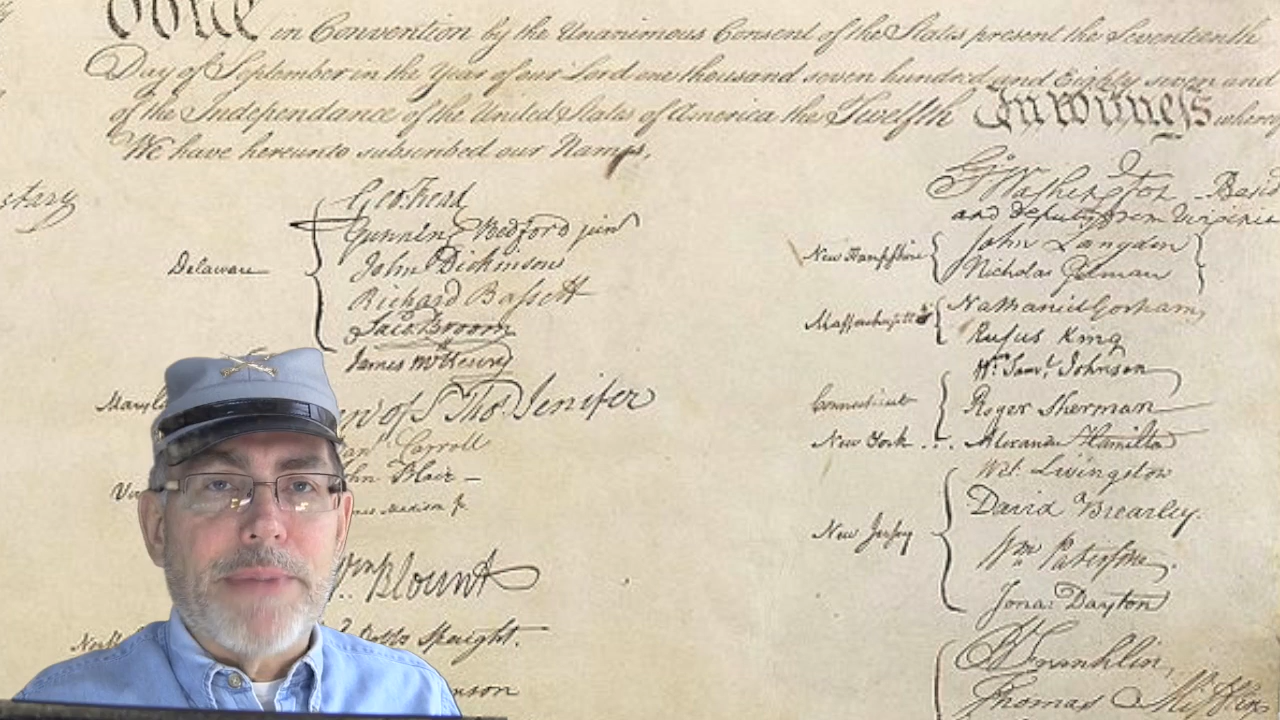 Done in Convention by the Unanimous Consent of the States present the Seventeenth
Day of September in the Year of our Lord one thousand seven hundred and Eighty seven and
of the Independance of the United States of America the Twelfth In Witness whereof
We have hereunto subscribed our Names,
Delaware
Geo: Read
Gunning Bedford jun
John Dickinson
Richard Bassett
Jaco: Broom
James McHenry
of St Thos. Jenifer
Carroll
John Blair –
Madison Jr.
Wm Blount
Dobbs Spaight.
Go Washington
and deputy from Virginia
New Hampshire
John Langdon
Nicholas Gilman
Massachusetts
Nathaniel Gorham
Rufus King
Connecticut
Wm. Saml. Johnson
Roger Sherman
New York . . .
Alexander Hamilton
New Jersey
Wil: Livingston
David Brearley.
Wm Paterson.
Jona: Dayton
B Franklin
Thomas Mifflin